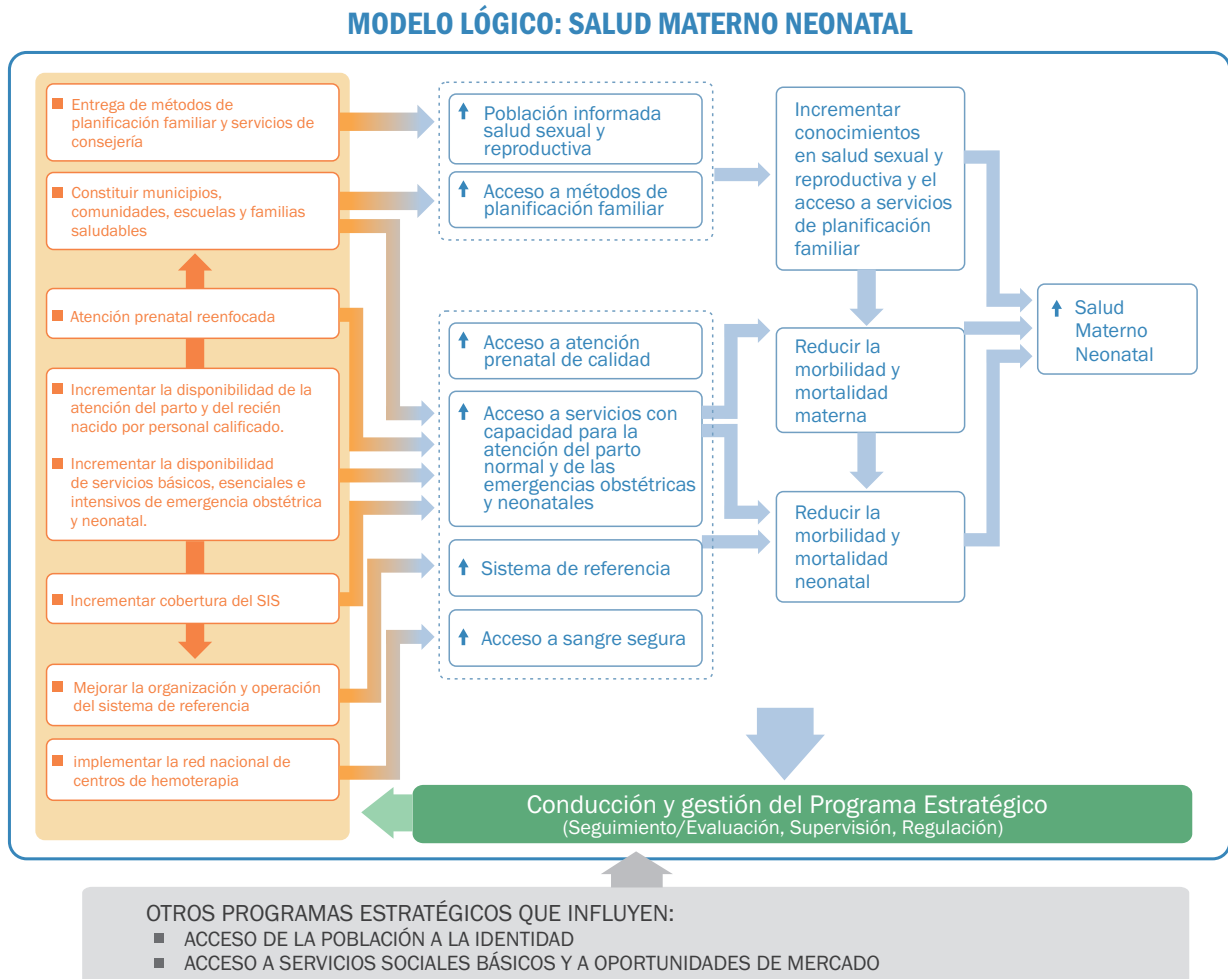 MODELO LÓGICO: SALUD MATERNO NEONATAL
Entrega de métodos de
planificación familiar y servicios de
consejería
Constituir municipios,
comunidades, escuelas y familias
saludables
Atención prenatal reenfocada
Incrementar la disponibilidad de la
atención del parto y del recién
nacido por personal calificado.
Incrementar la disponibilidad
de servicios básicos, esenciales e
intensivos de emergencia obstétrica
y neonatal.
Incrementar cobertura del SIS
Mejorar la organización y operación
del sistema de referencia
implementar la red nacional de
centros de hemoterapia
Población informada
salud sexual y
reproductiva
Acceso a métodos de
planificación familiar
Acceso a atención
prenatal de calidad
Acceso a servicios con
capacidad para la
atención del parto
normal y de las
emergencias obstétricas
y neonatales
Sistema de referencia
Acceso a sangre segura
Incrementar
conocimientos
en salud sexual y
reproductiva y el
acceso a servicios
de planificación
familiar
Reducir la
morbilidad y
mortalidad
materna
Reducir la
morbilidad y
mortalidad
neonatal
Salud
Materno
Neonatal
Conducción y gestión del Programa Estratégico
(Seguimiento/Evaluación, Supervisión, Regulación)
OTROS PROGRAMAS ESTRATÉGICOS QUE INFLUYEN:
ACCESO DE LA POBLACIÓN A LA IDENTIDAD
ACCESO A SERVICIOS SOCIALES BÁSICOS Y A OPORTUNIDADES DE MERCADO